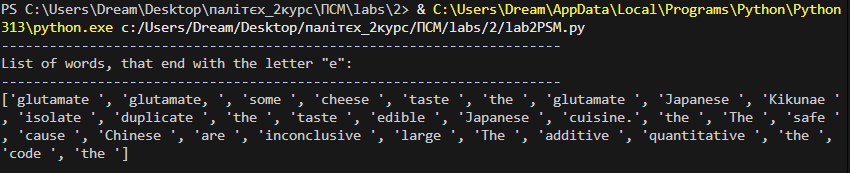 PS C:\Users\Dream\Desktop\палітєх_2курс\ПСМ\labs\2> & C:\Users\Dream\AppData\Local\Programs\Python\Python
313\python.exe c:/Users/Dream/Desktop/палітєх_2курс/ПСМ/labs/2/lab2PSM.py
--------------------------------------------------------------------
List of words, that end with the letter "e":
--------------------------------------------------------------------
['glutamate ', 'glutamate, ', 'some ', 'cheese ', 'taste ', 'the ', 'glutamate ', 'Japanese ', 'Kikunae '
, 'isolate ', 'duplicate ', 'the ', 'taste ', 'edible ', 'Japanese ', 'cuisine.', 'the ', 'The ', 'safe '
, 'cause ', 'Chinese ', 'are ', 'inconclusive ', 'large ', 'The ', 'additive ', 'quantitative ', 'the ',
'code ', 'the ']